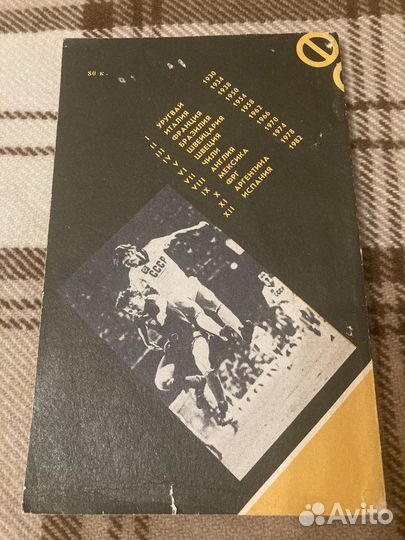 80 к.
I УРУГВАЙ 1930
II ИТАЛИЯ 1934
III ФРАНЦИЯ 1938
IV БРАЗИЛИЯ 1950
V ШВЕЙЦАРИЯ 1954
VI ШВЕЦИЯ 1958
VII ЧИЛИ 1962
VIII АНГЛИЯ 1966
IX МЕКСИКА 1970
X ФРГ 1974
XI АРГЕНТИНА 1978
XII ИСПАНИЯ 1982
СССР
Avito